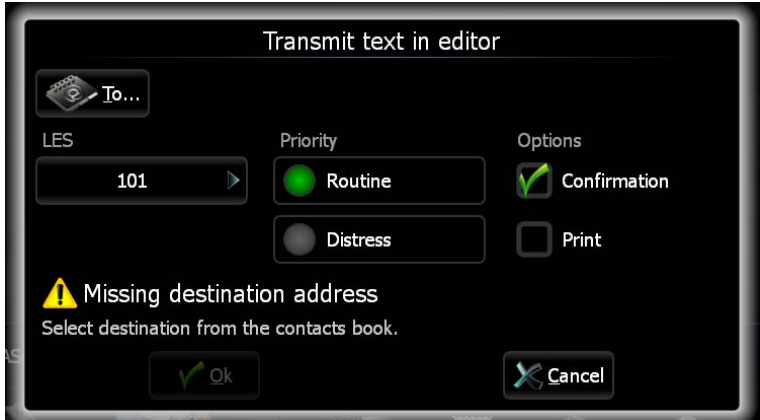 Transmit text in editor
To...
LES
Priority
Options
101
Routine
Confirmation
Distress
Print
Missing destination address
Select destination from the contacts book.
AS
Ok
Cancel